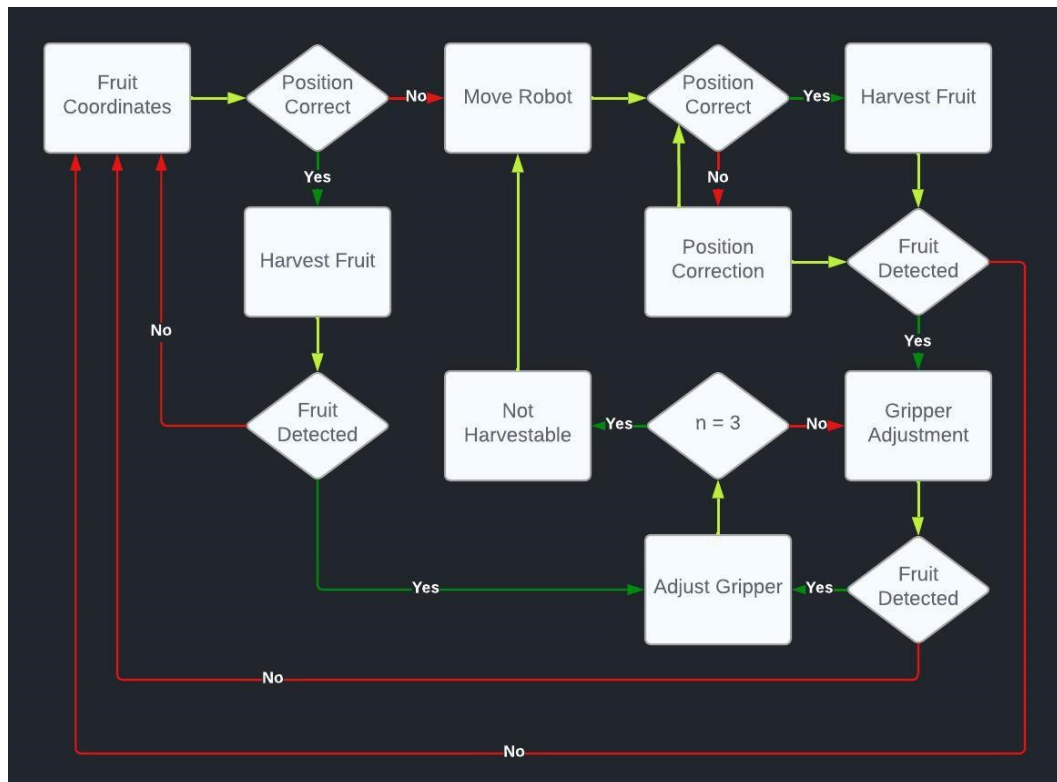 Fruit
Coordinates
Position
Correct
No
Move Robot
Position
Correct
Yes
Harvest Fruit
Yes
No
Harvest Fruit
Position
Correction
Fruit
Detected
No
Yes
Fruit
Detected
Not
Harvestable
Yes
n = 3
No
Gripper
Adjustment
Yes
Adjust Gripper
Yes
Fruit
Detected
No
No